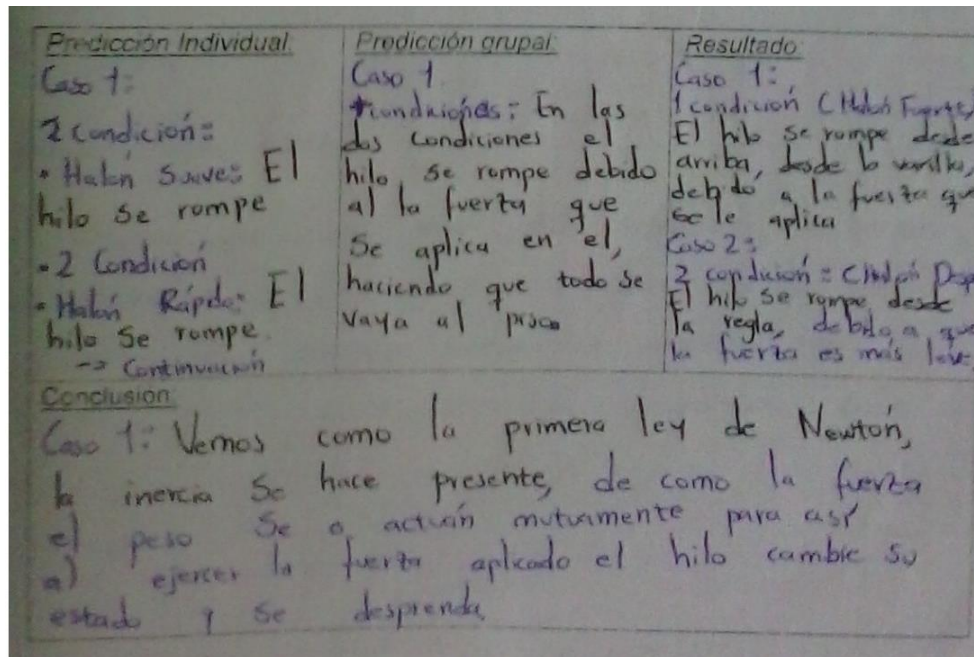 Predicción Individual:
Caso 1:
2 condición:
• Halón Suave: El
hilo se rompe
• 2 Condición
• Halón Rápido: El
hilo se rompe.
→ Continuación
Predicción grupal:
Caso 1.
condiciones: En las
dos condiciones el
hilo se rompe debido
al la fuerza que
se aplica en el,
haciendo que todo se
vaya al piso
Resultado:
Caso 1:
1 condición (Halón Fuerte)
El hilo se rompe desde
arriba, desde la varilla,
debido a la fuerza que
se le aplica
Caso 2:
2 condición: (Halón Desp
El hilo se rompe desde
la regla, debido a que
la fuerza es más leve
Conclusión:
Caso 1: Vemos como la primera ley de Newton,
la inercia se hace presente, de como la fuerza
el peso se actuán mutuamente para así
al ejercer la fuerza aplicado el hilo cambie su
estado y se desprenda